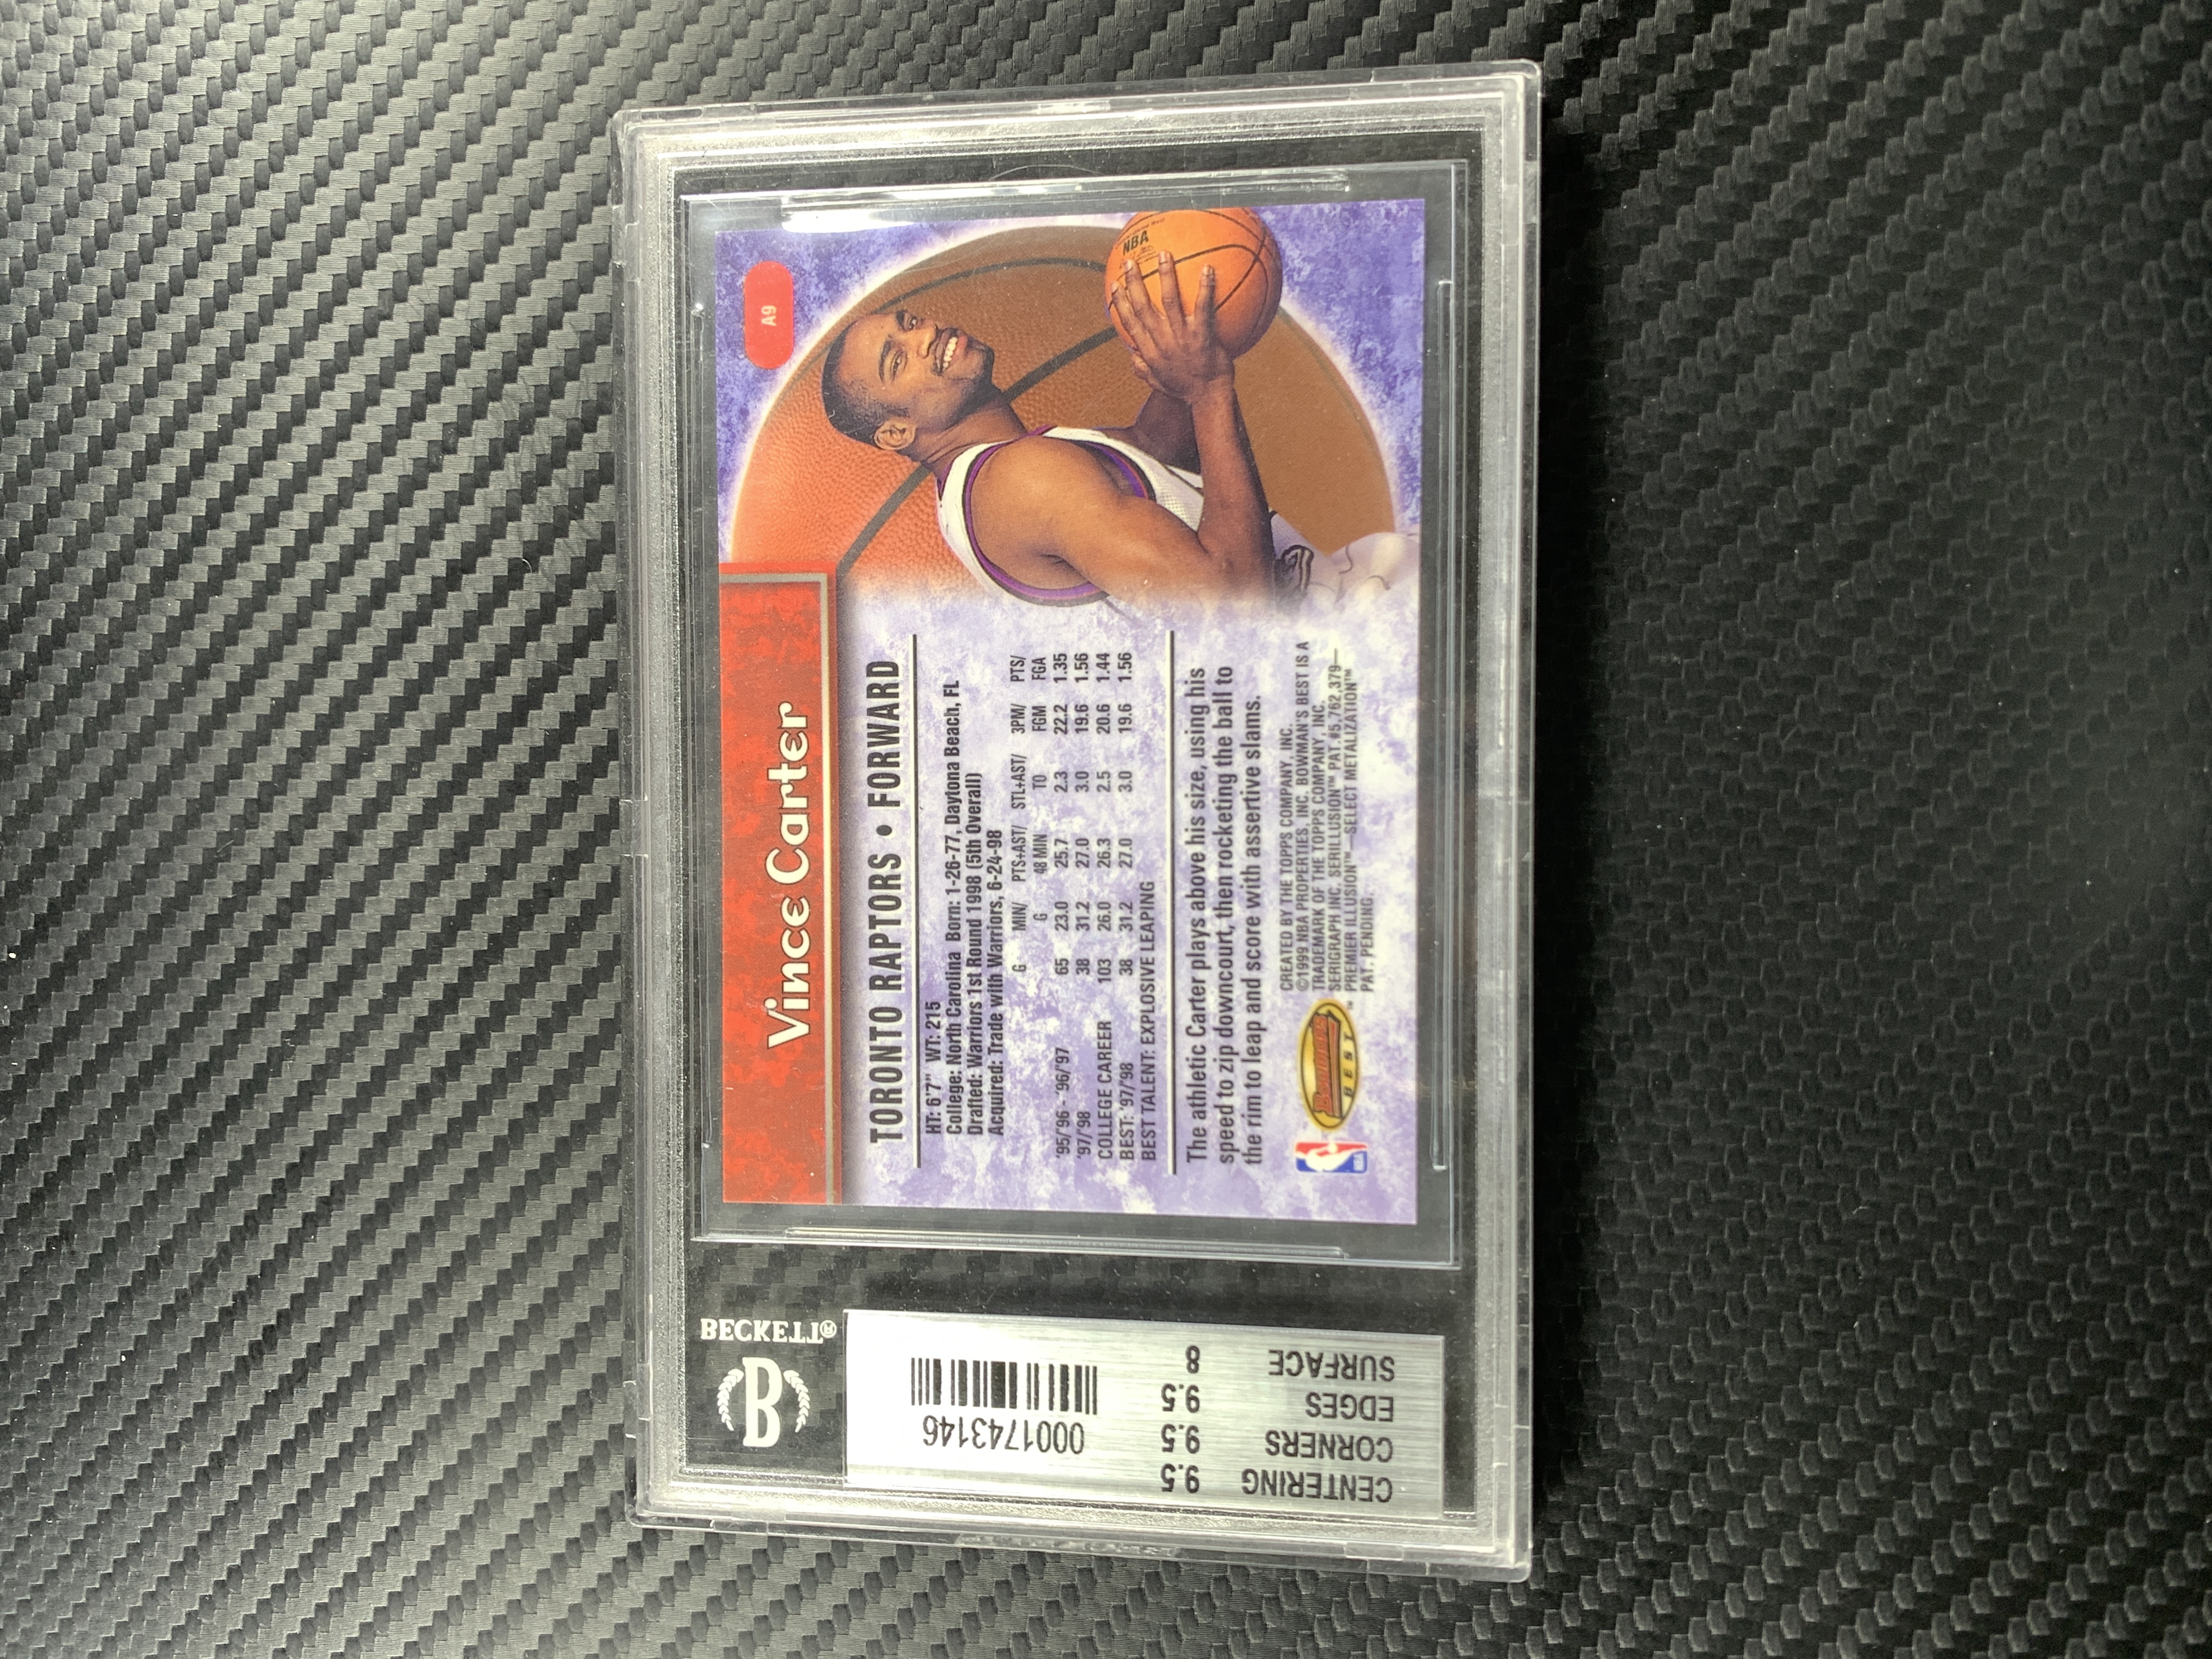 A9
NBA
Vince Carter
TORONTO RAPTORS • FORWARD
HT: 6'7" WT: 215
College: North Carolina Born: 1-26-77, Daytona Beach, FL
Drafted: Warriors 1st Round 1998 (5th Overall)
Acquired: Trade with Warriors, 6-24-98
MIN/ PTS+AST/ STL+AST/ 3PM/ PTS/
G G 48 MIN TO FGM FGA
'95/'96 - '96/'97 65 23.0 25.7 2.3 22.2 1.35
'97/'98 38 31.2 27.0 3.0 19.6 1.56
COLLEGE CAREER 103 26.0 26.3 2.5 20.6 1.44
BEST: '97/'98 38 31.2 27.0 3.0 19.6 1.56
BEST TALENT: EXPLOSIVE LEAPING
The athletic Carter plays above his size, using his
speed to zip downcourt, then rocketing the ball to
the rim to leap and score with assertive slams.
CREATED BY THE TOPPS COMPANY, INC.
©1999 NBA PROPERTIES, INC. BOWMAN'S BEST IS A
TRADEMARK OF THE TOPPS COMPANY, INC.
SERIGRAPH INC. SERILLUSION™ PAT. #5,762,379—
PREMIER ILLUSION™—SELECT METALIZATION™
PAT. PENDING.
Bowman's
BEST™
BECKETT®
B
0001743146
CENTERING 9.5
CORNERS 9.5
EDGES 9.5
SURFACE 8